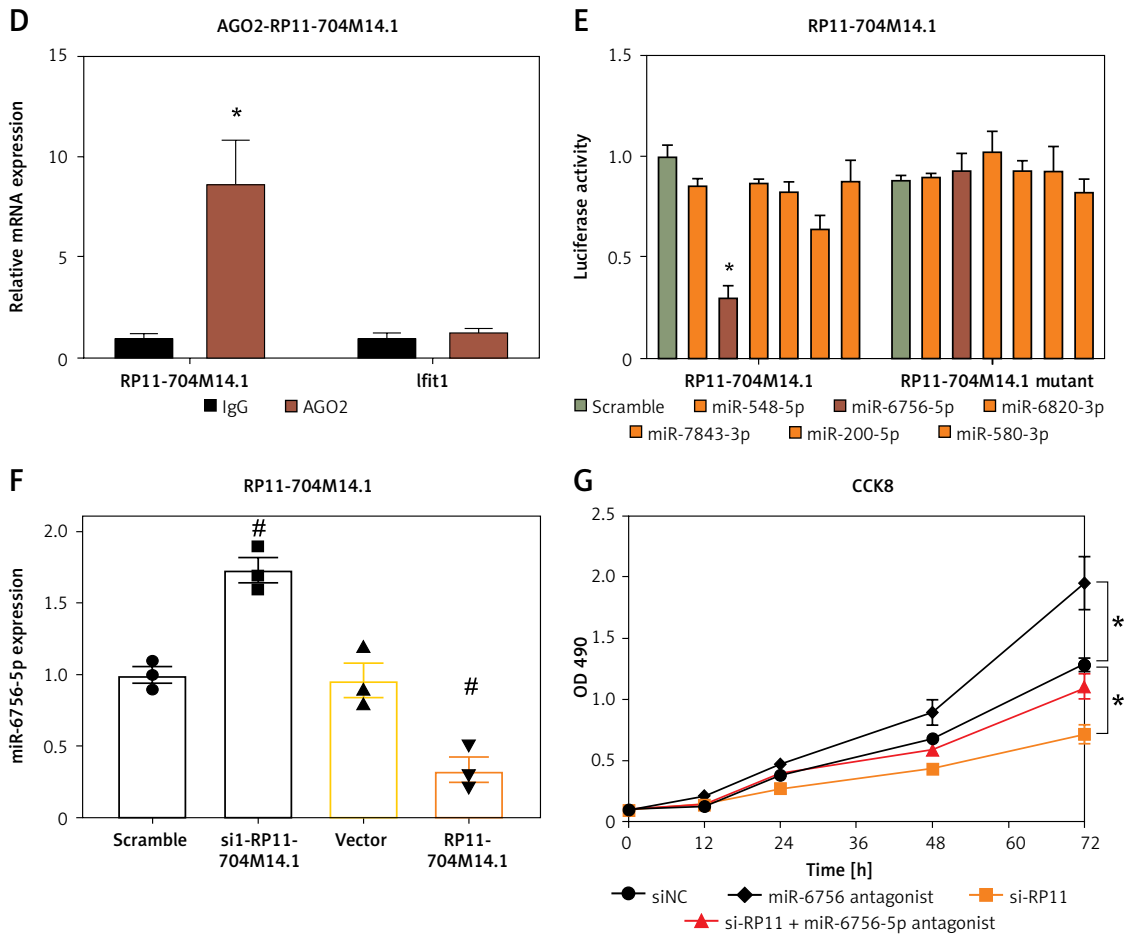 D
AGO2-RP11-704M14.1
Relative mRNA expression
15
10
5
0
*
RP11-704M14.1
lfit1
IgG
AGO2
E
RP11-704M14.1
Luciferase activity
1.5
1.0
0.5
0
*
RP11-704M14.1
RP11-704M14.1 mutant
Scramble
miR-548-5p
miR-6756-5p
miR-6820-3p
miR-7843-3p
miR-200-5p
miR-580-3p
F
RP11-704M14.1
miR-6756-5p expression
2.0
1.5
1.0
0.5
0
#
#
Scramble
si1-RP11-
704M14.1
Vector
RP11-
704M14.1
G
CCK8
OD 490
2.5
2.0
1.5
1.0
0.5
0
*
*
0
12
24
36
48
60
72
Time [h]
siNC
miR-6756 antagonist
si-RP11
si-RP11 + miR-6756-5p antagonist